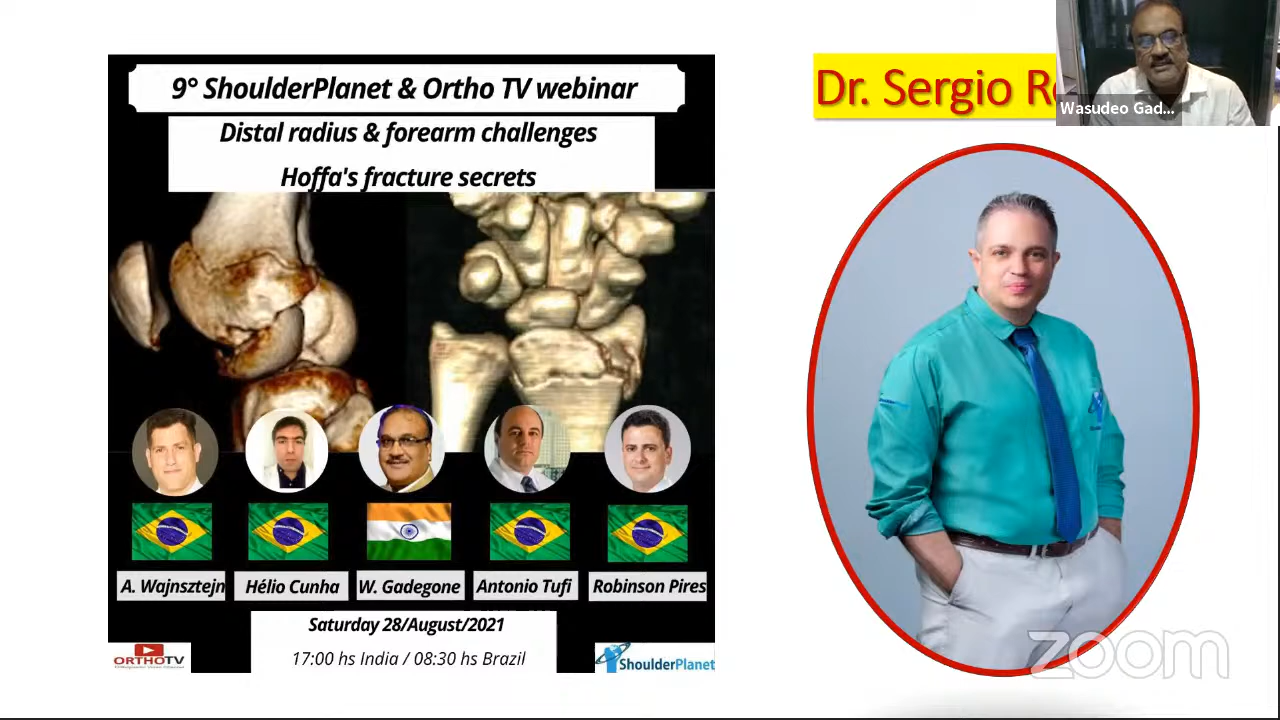 9° ShoulderPlanet & Ortho TV webinar
Distal radius & forearm challenges
Hoffa's fracture secrets
A. Wajnsztejn
Hélio Cunha
W. Gadegone
Antonio Tufi
Robinson Pires
Saturday 28/August/2021
17:00 hs India / 08:30 hs Brazil
ORTHOTV
ShoulderPlanet
Dr. Sergio
Wasudeo Gad...
zoom